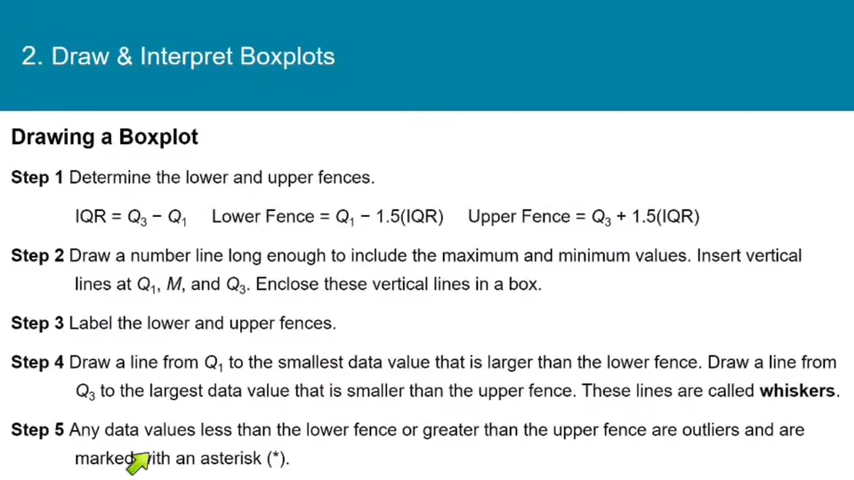 2. Draw & Interpret Boxplots
Drawing a Boxplot
Step 1 Determine the lower and upper fences.
IQR = Q₃ − Q₁ Lower Fence = Q₁ − 1.5(IQR) Upper Fence = Q₃ + 1.5(IQR)
Step 2 Draw a number line long enough to include the maximum and minimum values. Insert vertical
lines at Q₁, M, and Q₃. Enclose these vertical lines in a box.
Step 3 Label the lower and upper fences.
Step 4 Draw a line from Q₁ to the smallest data value that is larger than the lower fence. Draw a line from
Q₃ to the largest data value that is smaller than the upper fence. These lines are called whiskers.
Step 5 Any data values less than the lower fence or greater than the upper fence are outliers and are
marked with an asterisk (*).